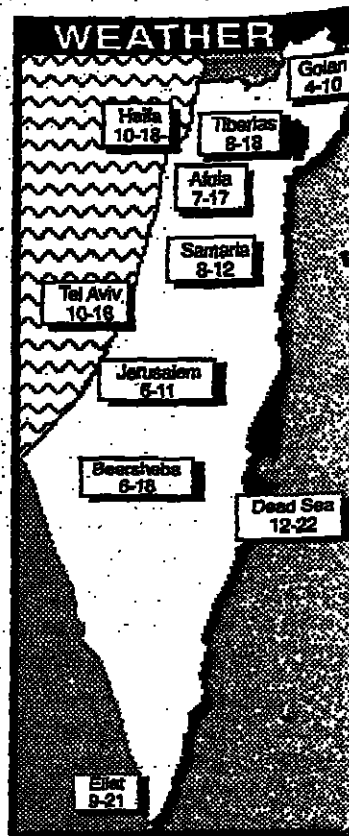 WEATHER
Golan
4-10
Haifa
10-18
Tiberias
8-18
Afula
7-17
Samaria
8-12
Tel Aviv
10-16
Jerusalem
5-11
Beersheba
6-18
Dead Sea
12-22
Eilat
9-21